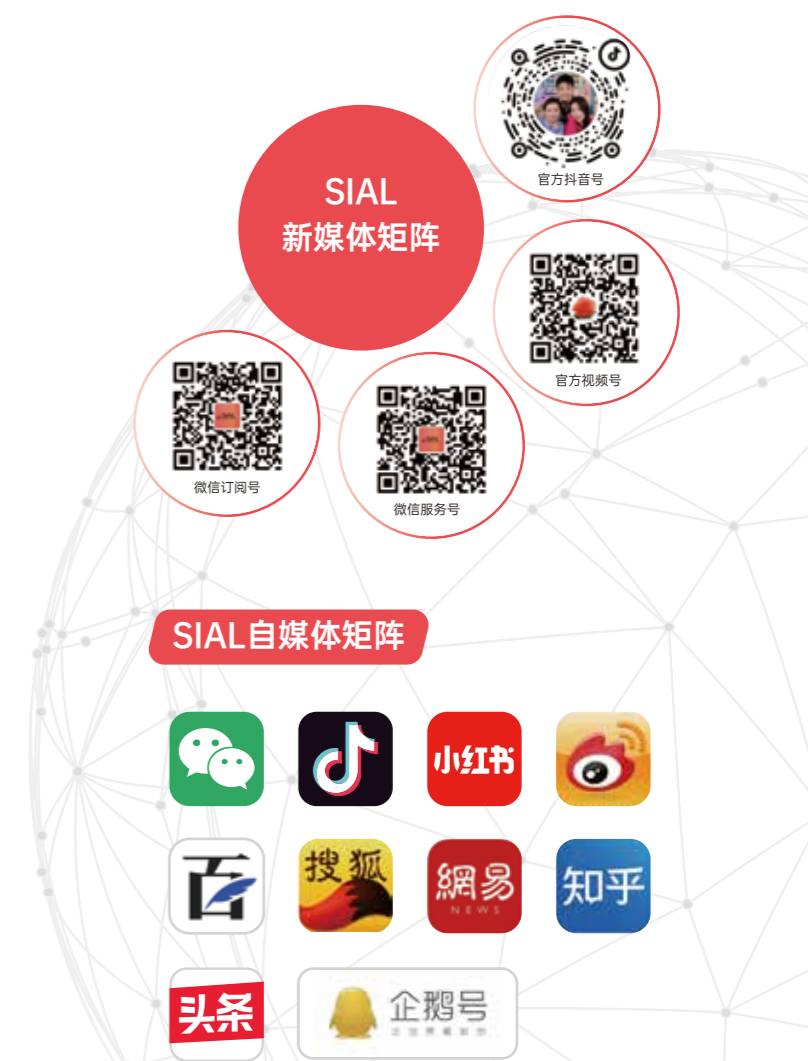 SIAL
新媒体矩阵
官方抖音号
官方视频号
微信订阅号
微信服务号
SIAL自媒体矩阵
小红书
百
搜狐
網易
NEWS
知乎
头条
企鹅号